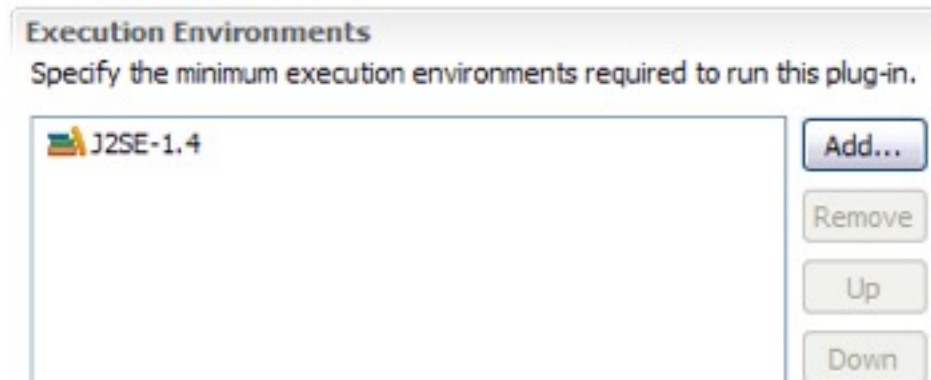 Execution Environments
Specify the minimum execution environments required to run this plug-in.
J2SE-1.4
Add...
Remove
Up
Down